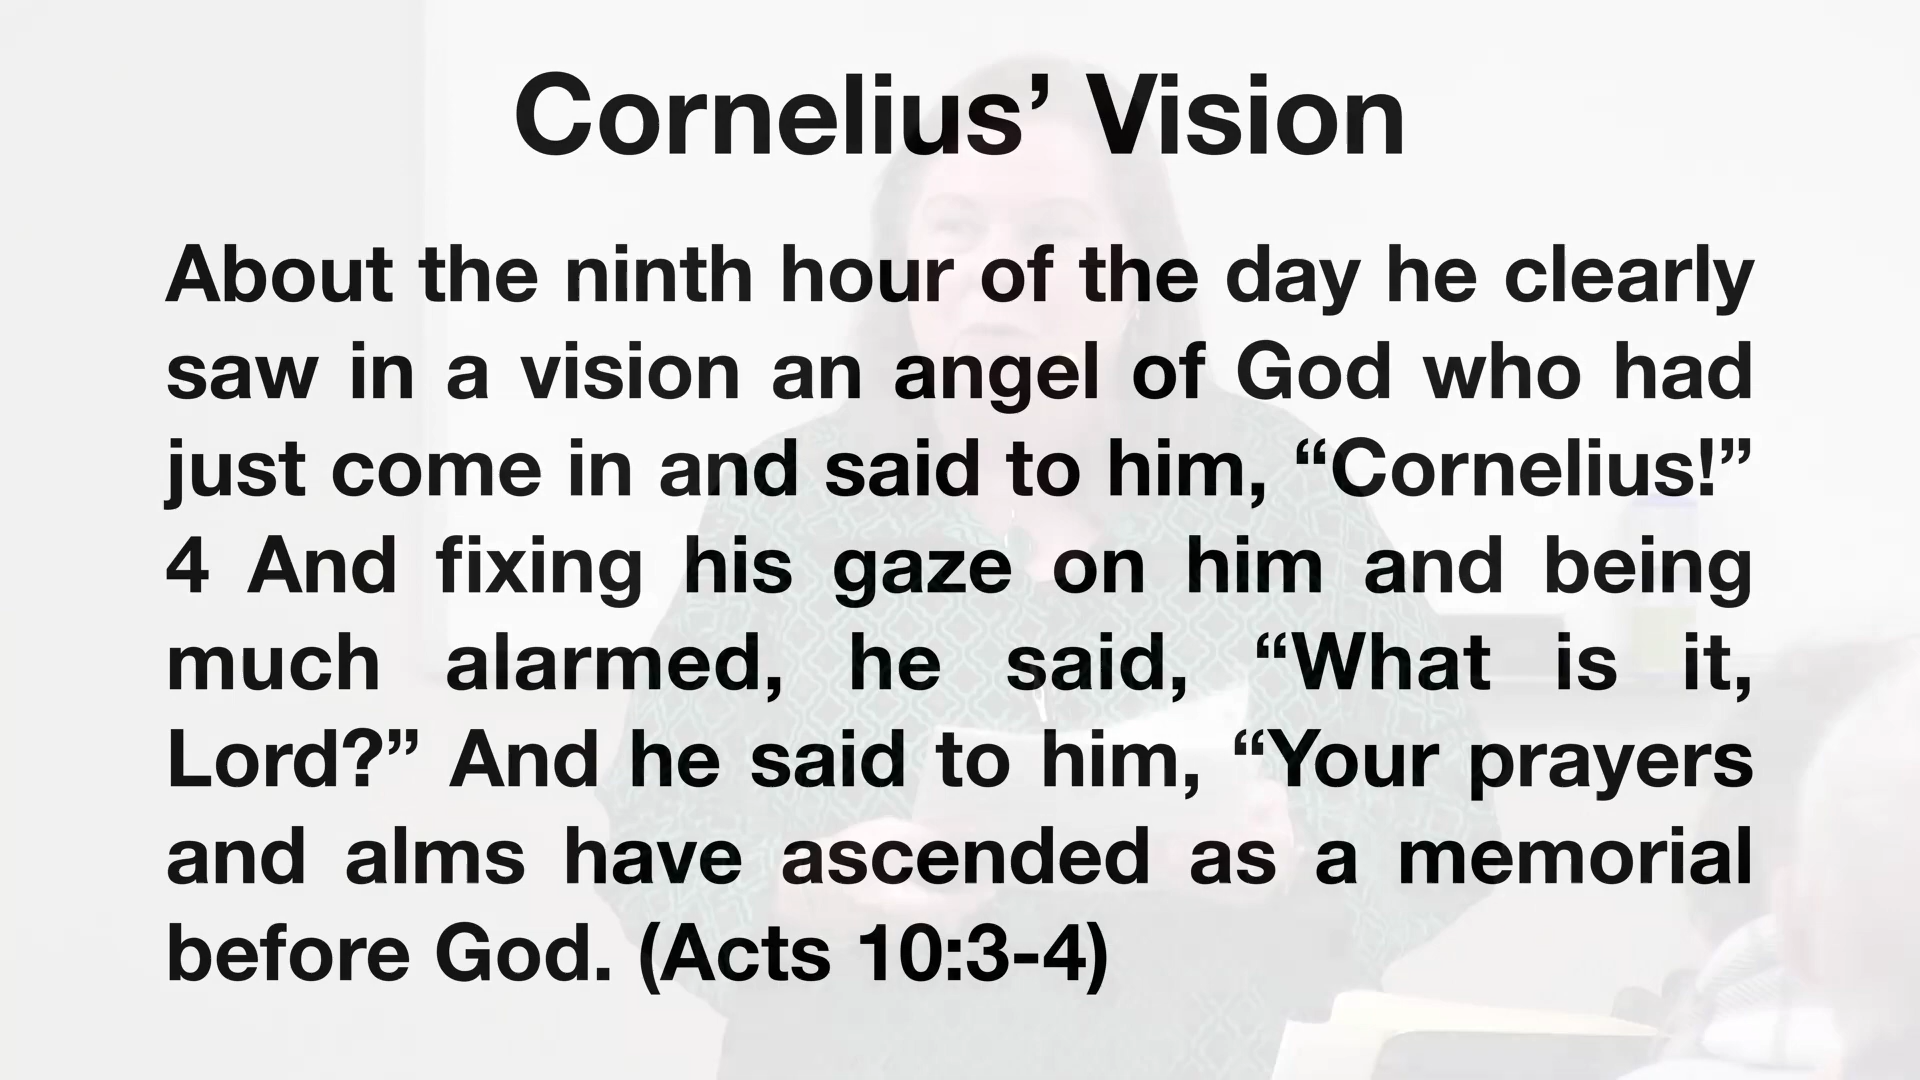 Cornelius’ Vision
About the ninth hour of the day he clearly
saw in a vision an angel of God who had
just come in and said to him, “Cornelius!”
4 And fixing his gaze on him and being
much alarmed, he said, “What is it,
Lord?” And he said to him, “Your prayers
and alms have ascended as a memorial
before God. (Acts 10:3-4)